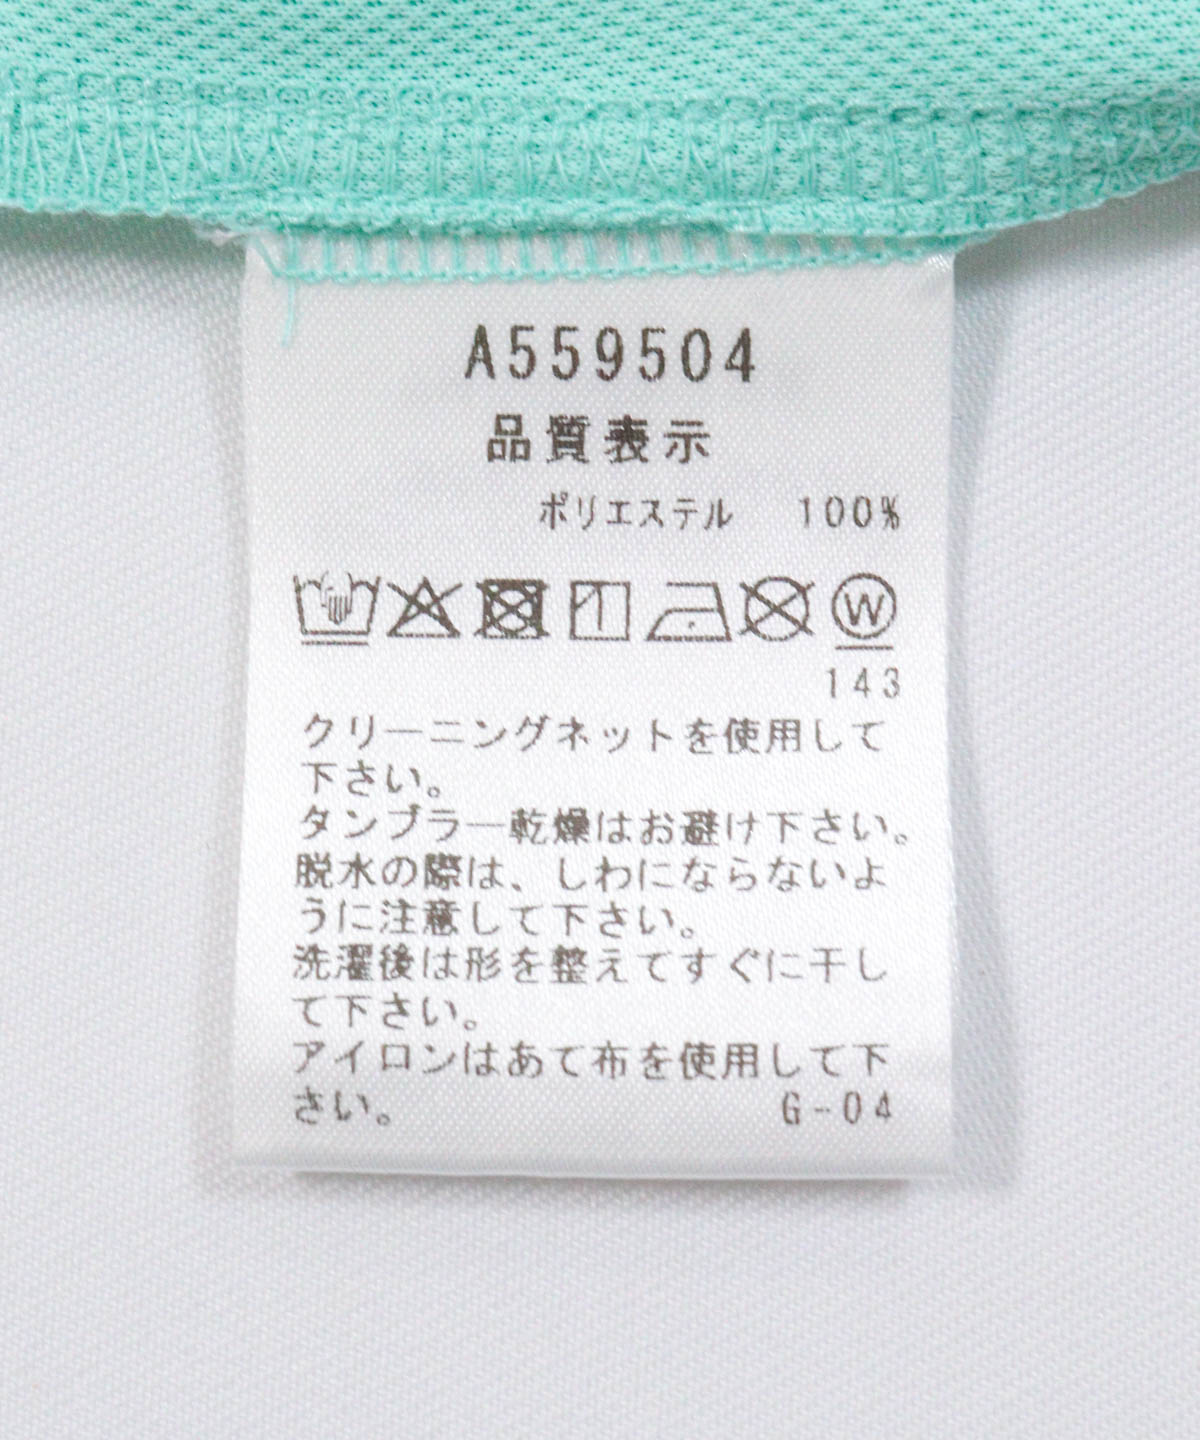 A559504
品質表示
ポリエステル 100%
W
143
クリーニングネットを使用して
下さい。
タンブラー乾燥はお避け下さい。
脱水の際は、しわにならないよ
うに注意して下さい。
洗濯後は形を整えてすぐに干し
て下さい。
アイロンはあて布を使用して下
さい。 G-04